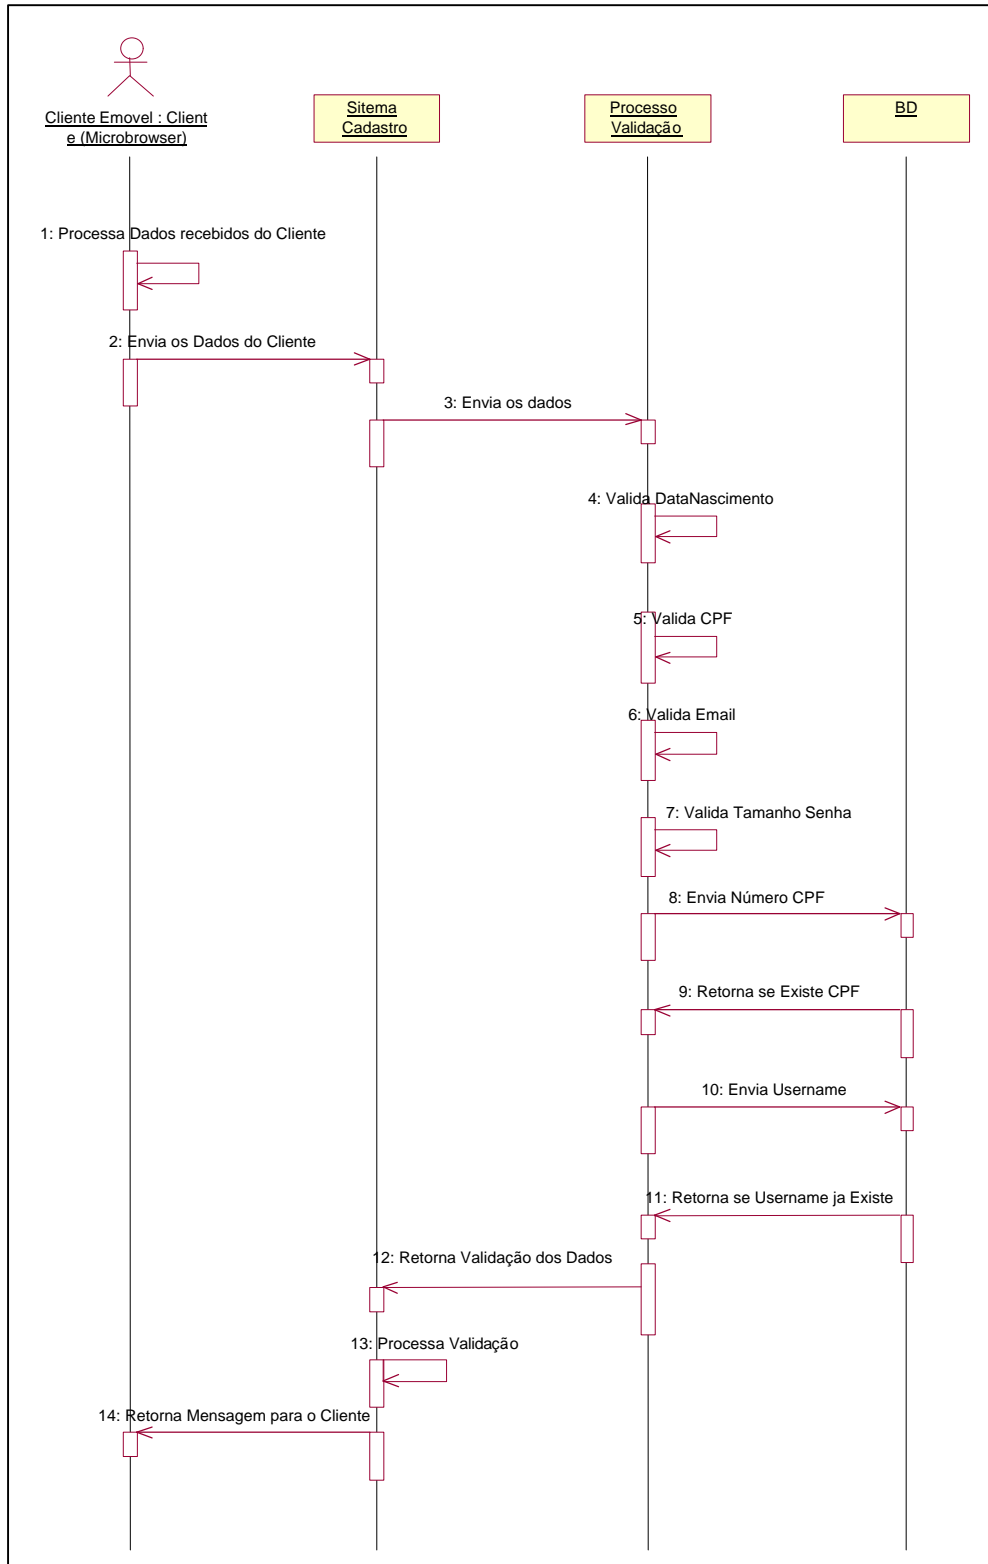 Cliente Emovel : Client
e (Microbrowser)
Sitema
Cadastro
Processo
Validação
BD
1: Processa Dados recebidos do Cliente
2: Envia os Dados do Cliente
3: Envia os dados
4: Valida DataNascimento
5: Valida CPF
6: Valida Email
7: Valida Tamanho Senha
8: Envia Número CPF
9: Retorna se Existe CPF
10: Envia Username
11: Retorna se Username ja Existe
12: Retorna Validação dos Dados
13: Processa Validação
14: Retorna Mensagem para o Cliente